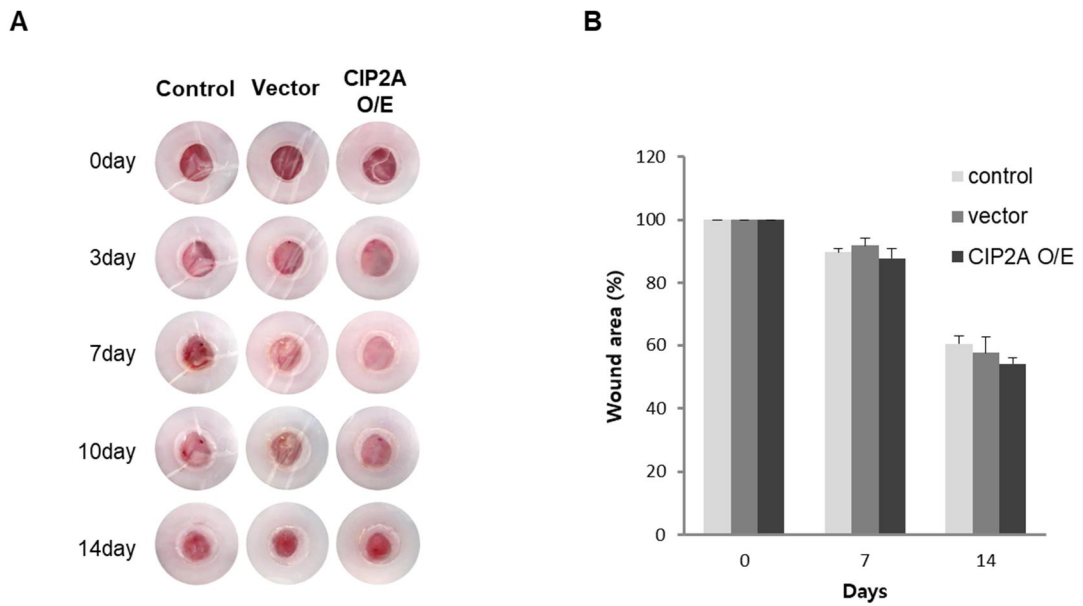 A
Control
Vector
CIP2A
O/E
0day
3day
7day
10day
14day
B
120
100
80
60
40
20
0
control
vector
CIP2A O/E
Wound area (%)
0
7
14
Days